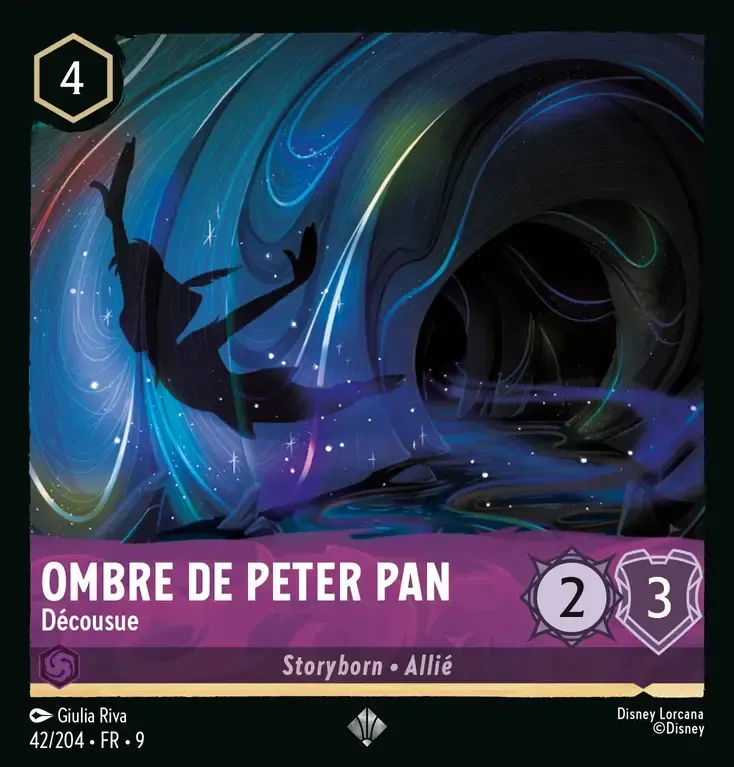 4
OMBRE DE PETER PAN
Décousue
2
3
Storyborn • Allié
Giulia Riva
42/204 • FR • 9
Disney Lorcana
©Disney